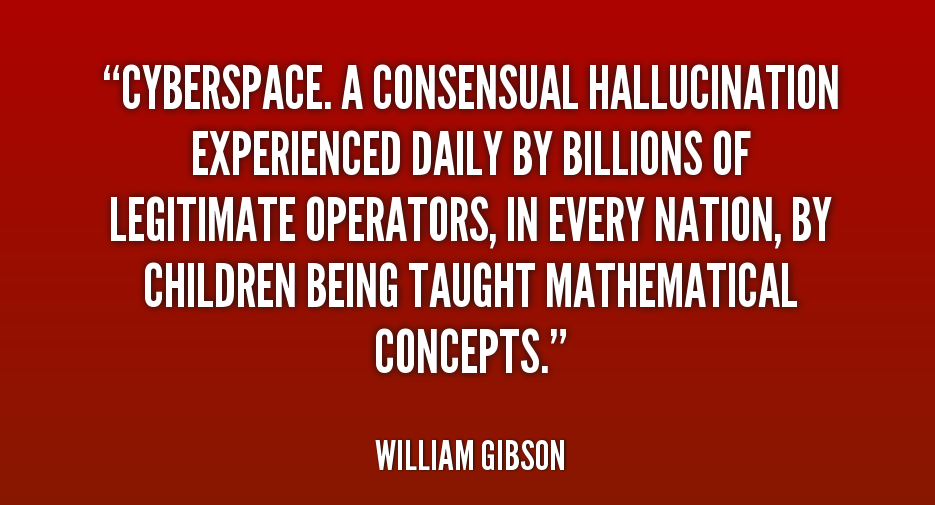 “CYBERSPACE. A CONSENSUAL HALLUCINATION
EXPERIENCED DAILY BY BILLIONS OF
LEGITIMATE OPERATORS, IN EVERY NATION, BY
CHILDREN BEING TAUGHT MATHEMATICAL
CONCEPTS.”
WILLIAM GIBSON